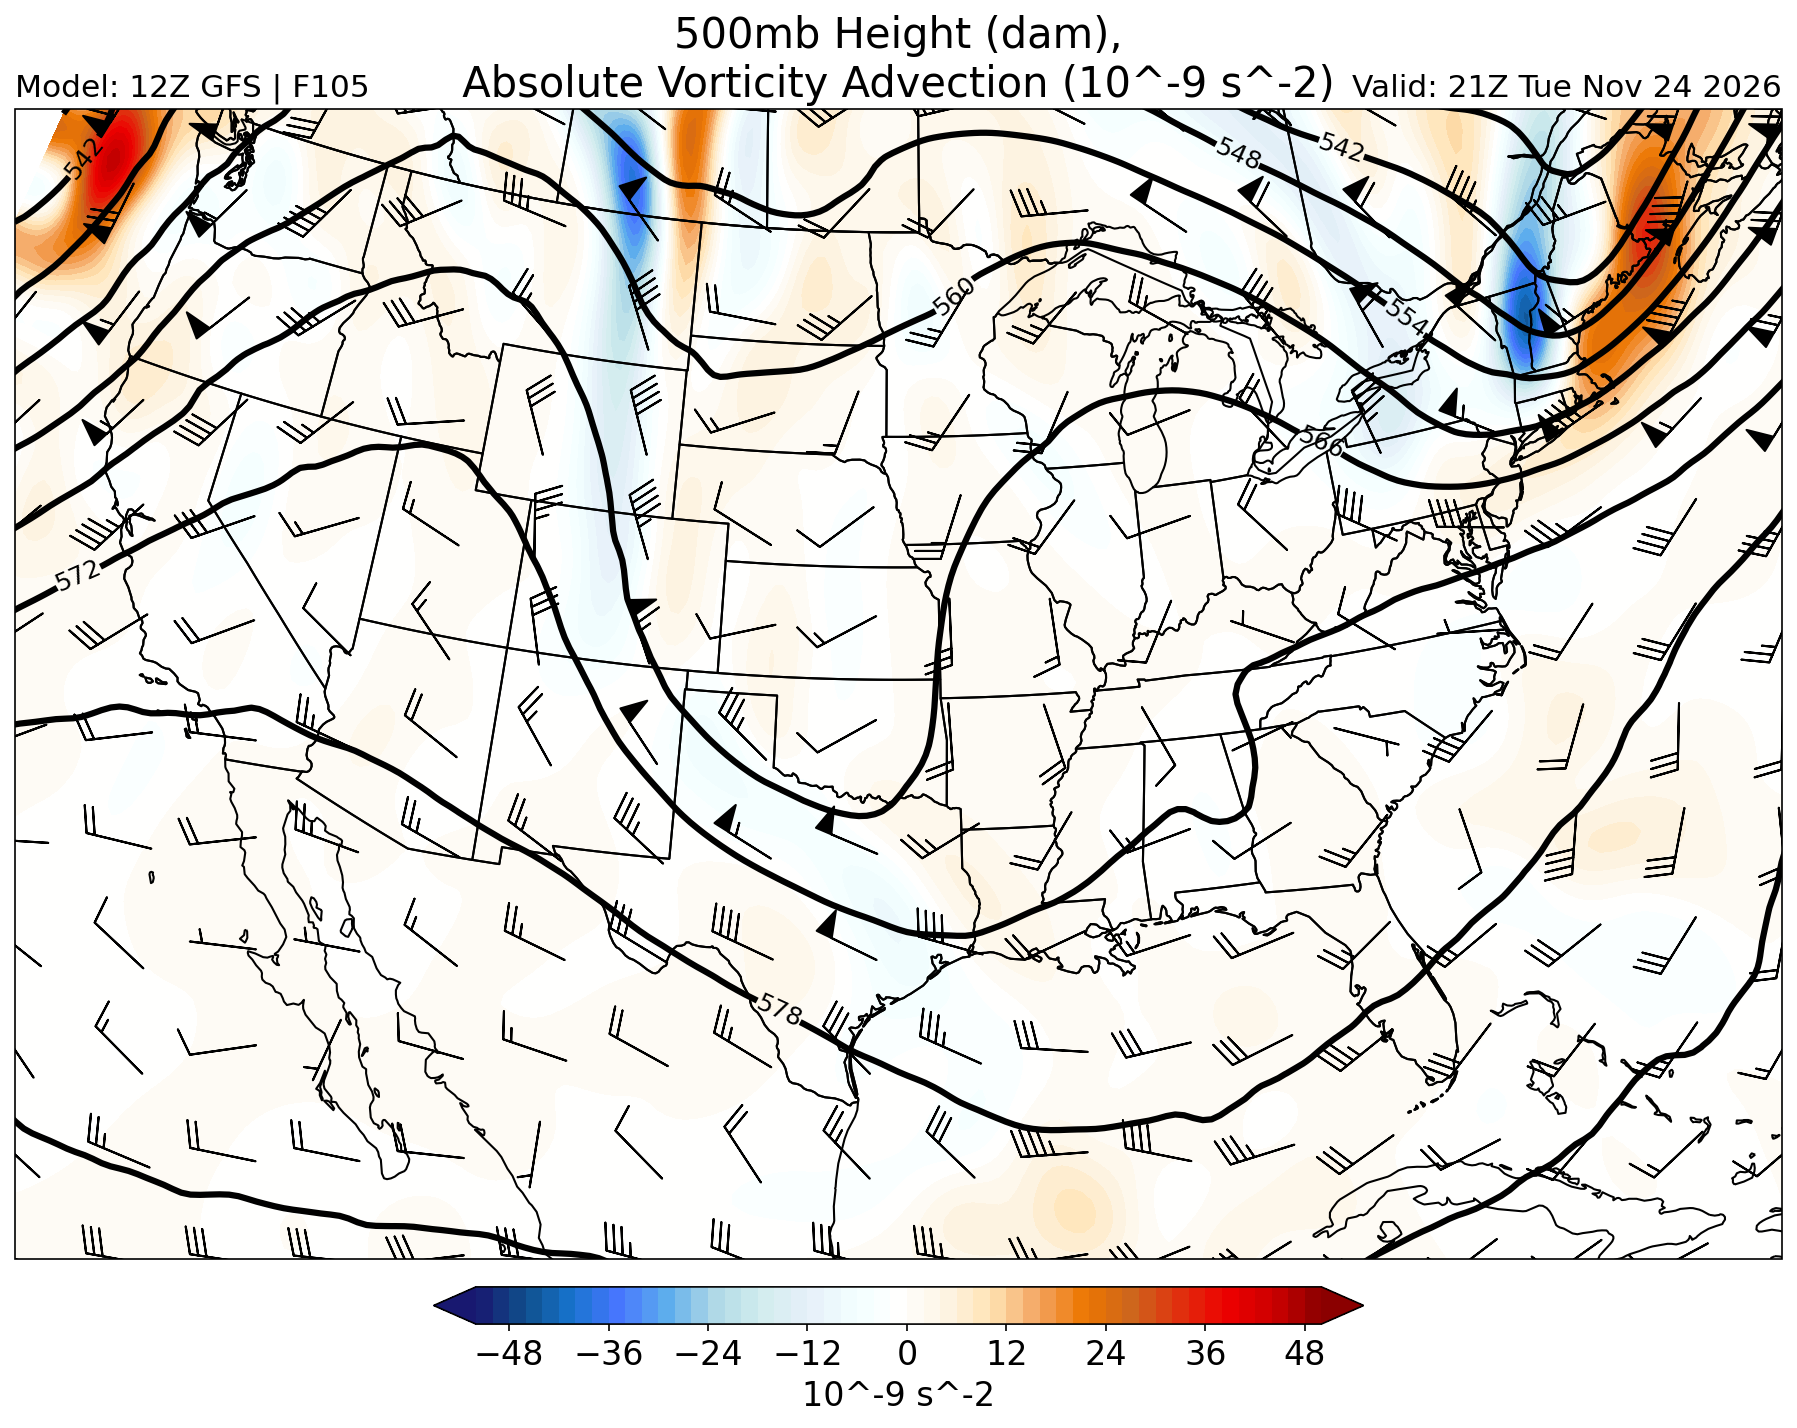 500mb Height (dam),
Model: 12Z GFS | F105
Absolute Vorticity Advection (10^-9 s^-2)
Valid: 21Z Tue Nov 24 2026
542
548
542
560
554
566
572
578
−48 −36 −24 −12 0 12 24 36 48
10^-9 s^-2